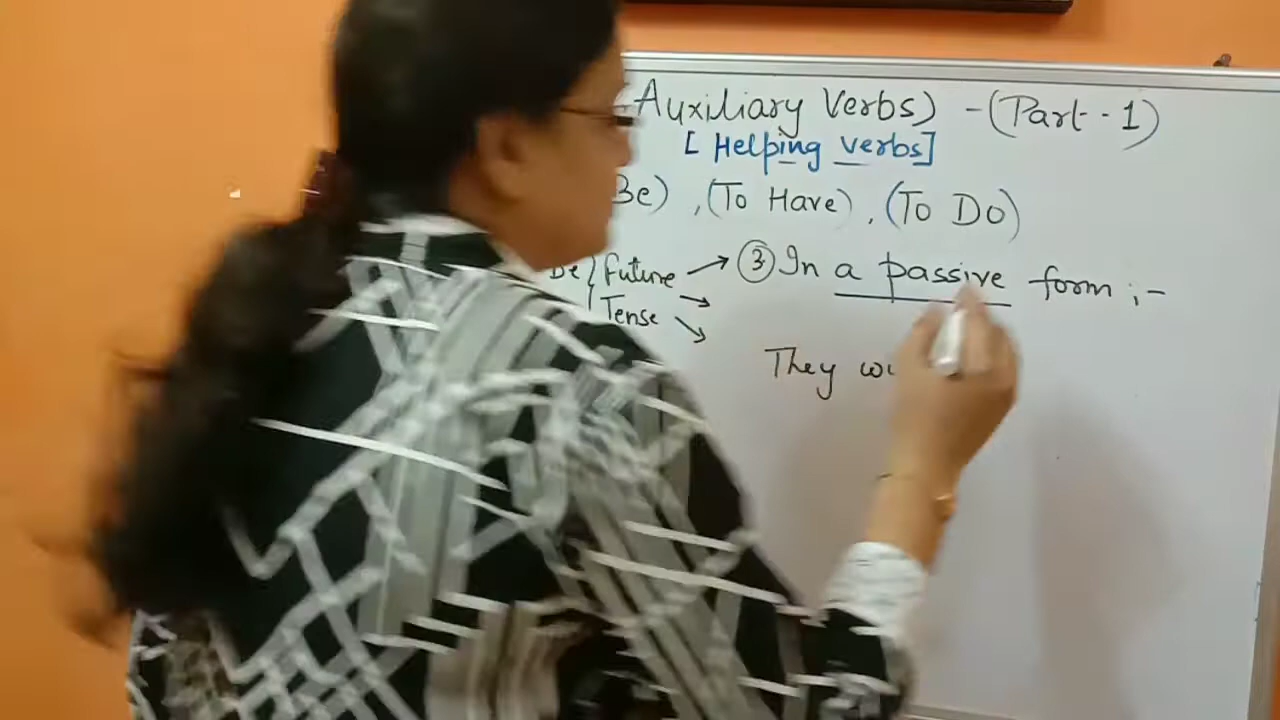 Auxiliary Verbs) - (Part - 1)
[Helping verbs]
Be) , (To Have) , (To Do)
Be { Future → ③ In a passive form ;-
Tense
They